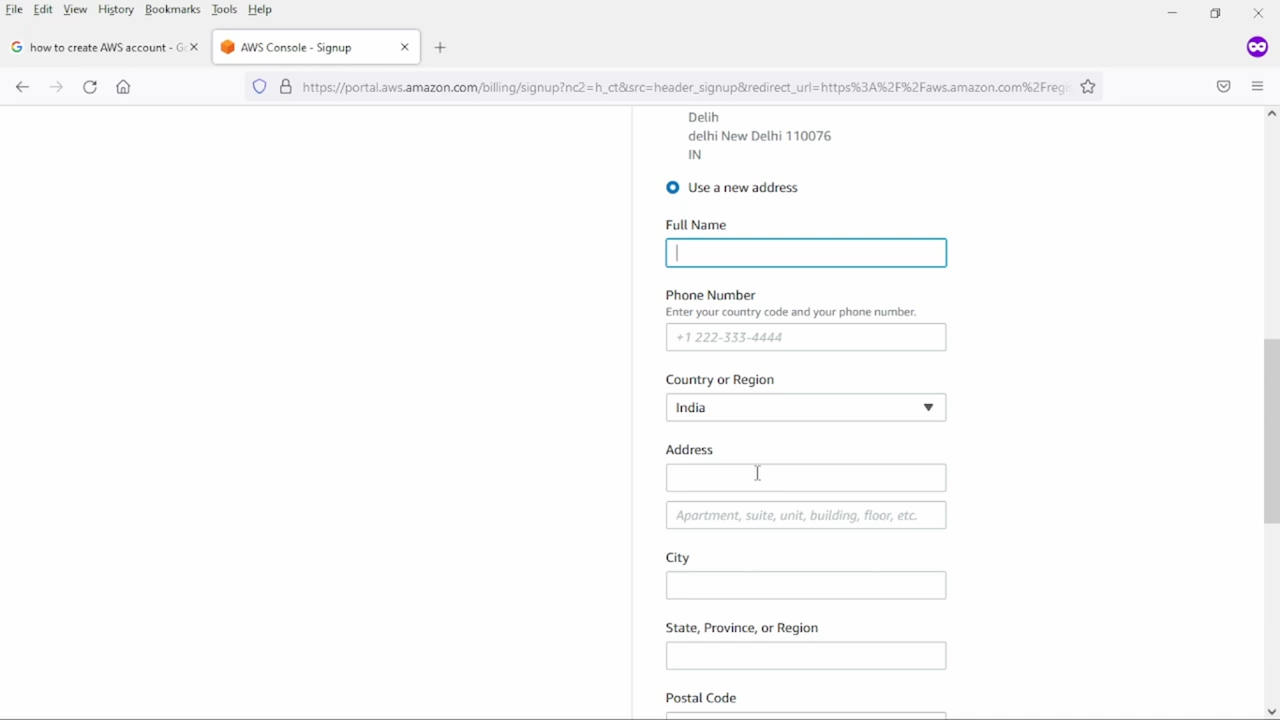 File Edit View History Bookmarks Tools Help
how to create AWS account - G
AWS Console - Signup
https://portal.aws.amazon.com/billing/signup?nc2=h_ct&src=header_signup&redirect_url=https%3A%2F%2Faws.amazon.com%2Fregi
Delih
delhi New Delhi 110076
IN
Use a new address
Full Name
Phone Number
Enter your country code and your phone number.
+1 222-333-4444
Country or Region
India
Address
Apartment, suite, unit, building, floor, etc.
City
State, Province, or Region
Postal Code